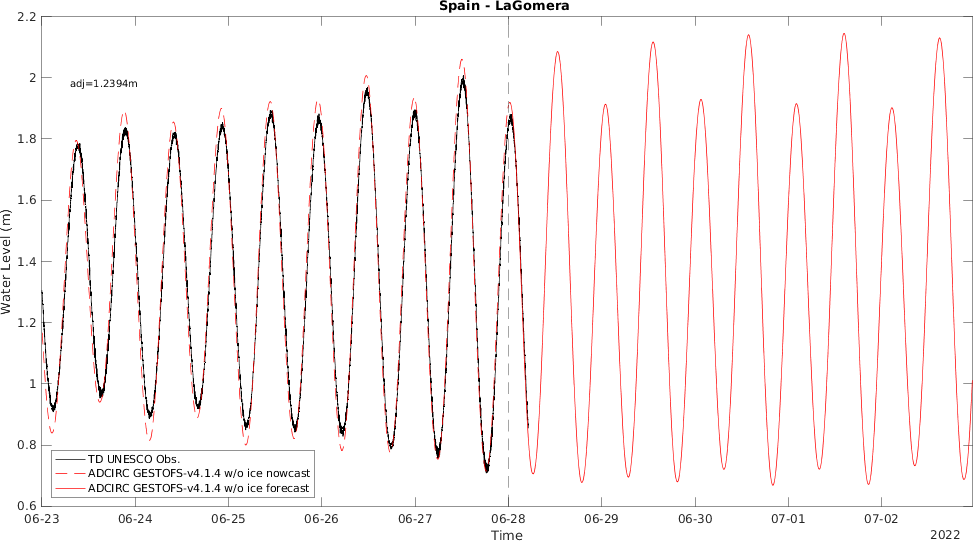 Spain - LaGomera
2.2
2
1.8
1.6
1.4
1.2
1
0.8
0.6
Water Level (m)
adj=1.2394m
TD UNESCO Obs.
ADCIRC GESTOFS-v4.1.4 w/o ice nowcast
ADCIRC GESTOFS-v4.1.4 w/o ice forecast
06-23 06-24 06-25 06-26 06-27 06-28 06-29 06-30 07-01 07-02
Time
2022